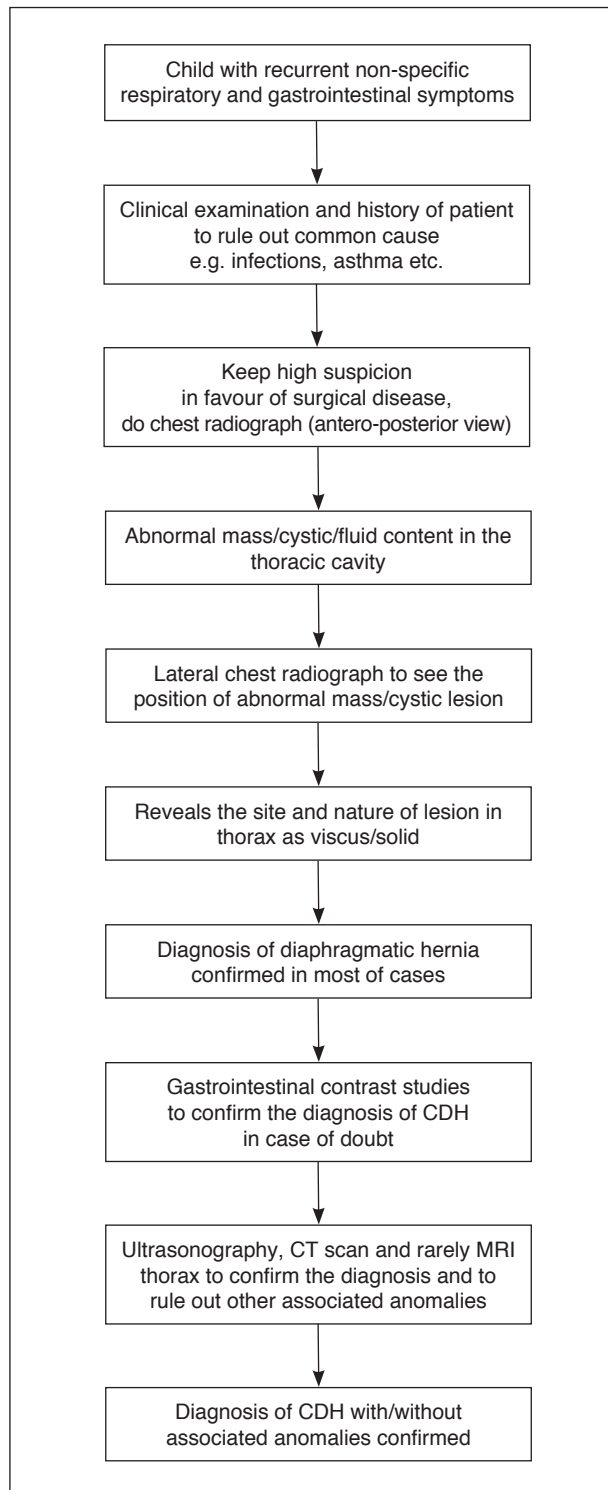 Child with recurrent non-specific
respiratory and gastrointestinal symptoms
Clinical examination and history of patient
to rule out common cause
e.g. infections, asthma etc.
Keep high suspicion
in favour of surgical disease,
do chest radiograph (antero-posterior view)
Abnormal mass/cystic/fluid content in the
thoracic cavity
Lateral chest radiograph to see the
position of abnormal mass/cystic lesion
Reveals the site and nature of lesion in
thorax as viscus/solid
Diagnosis of diaphragmatic hernia
confirmed in most of cases
Gastrointestinal contrast studies
to confirm the diagnosis of CDH
in case of doubt
Ultrasonography, CT scan and rarely MRI
thorax to confirm the diagnosis and to
rule out other associated anomalies
Diagnosis of CDH with/without
associated anomalies confirmed